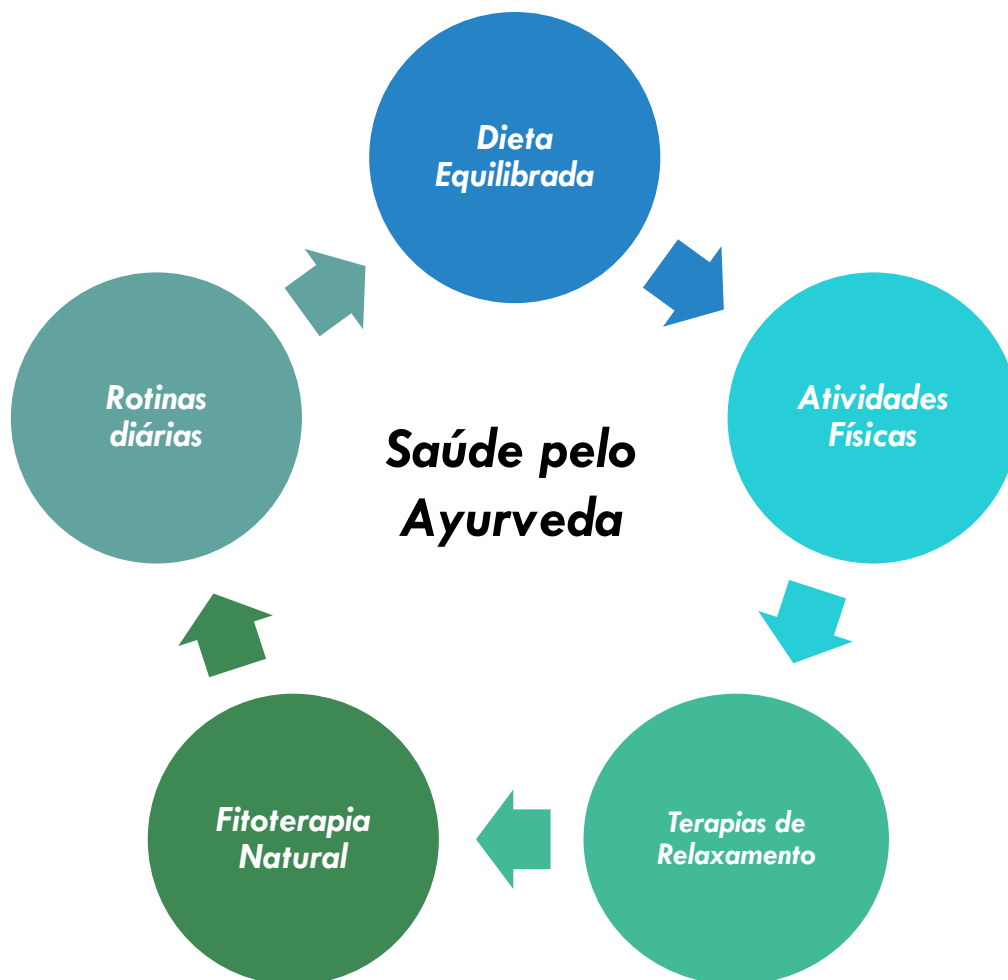 Dieta
Equilibrada
Atividades
Físicas
Terapias de
Relaxamento
Fitoterapia
Natural
Rotinas
diárias
Saúde pelo
Ayurveda